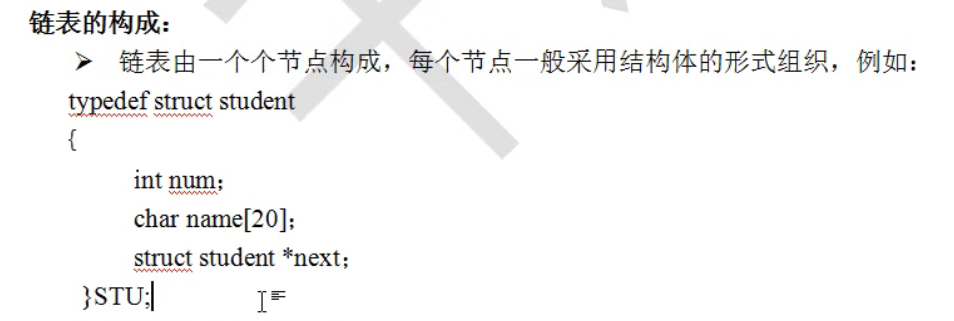 链表的构成：
➢ 链表由一个个节点构成，每个节点一般采用结构体的形式组织，例如：
typedef struct student
{
int num；
char name[20]；
struct student *next；
}STU;